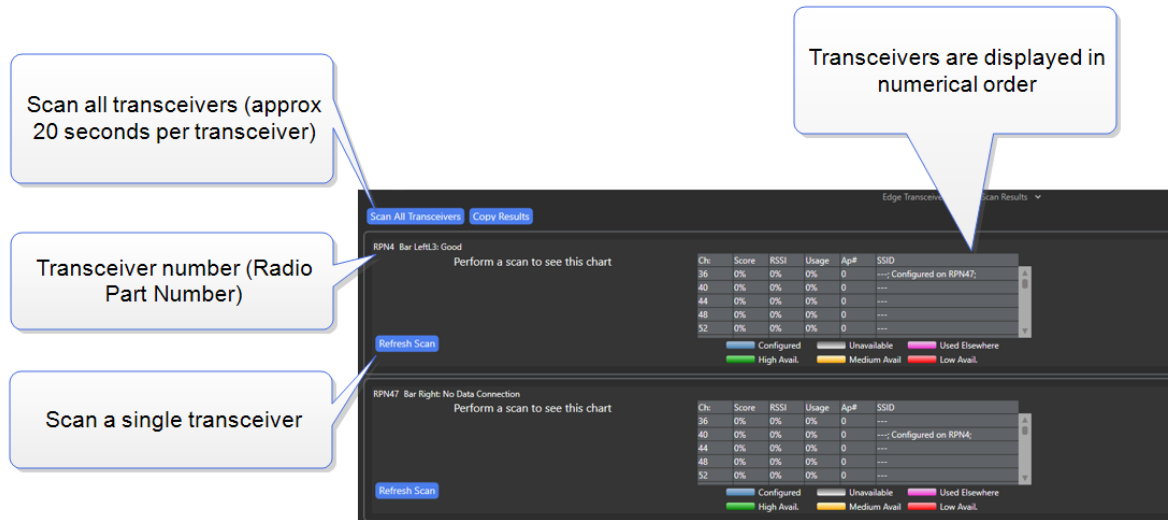 Transceivers are displayed in
numerical order
Scan all transceivers (approx
20 seconds per transceiver)
Edge Transceive
Scan Results
Scan All Transceivers Copy Results
Transceiver number (Radio
Part Number)
RPN4 Bar LeftL3: Good
Perform a scan to see this chart
Ch: Score RSSI Usage Ap# SSID
36 0% 0% 0% 0 ---; Configured on RPN47;
40 0% 0% 0% 0 ---
44 0% 0% 0% 0 ---
48 0% 0% 0% 0 ---
52 0% 0% 0% 0 ---
Refresh Scan
Configured Unavailable Used Elsewhere
High Avail. Medium Avail Low Avail.
Scan a single transceiver
RPN47 Bar Right: No Data Connection
Perform a scan to see this chart
Ch: Score RSSI Usage Ap# SSID
36 0% 0% 0% 0 ---
40 0% 0% 0% 0 ---; Configured on RPN4;
44 0% 0% 0% 0 ---
48 0% 0% 0% 0 ---
52 0% 0% 0% 0 ---
Refresh Scan
Configured Unavailable Used Elsewhere
High Avail. Medium Avail Low Avail.